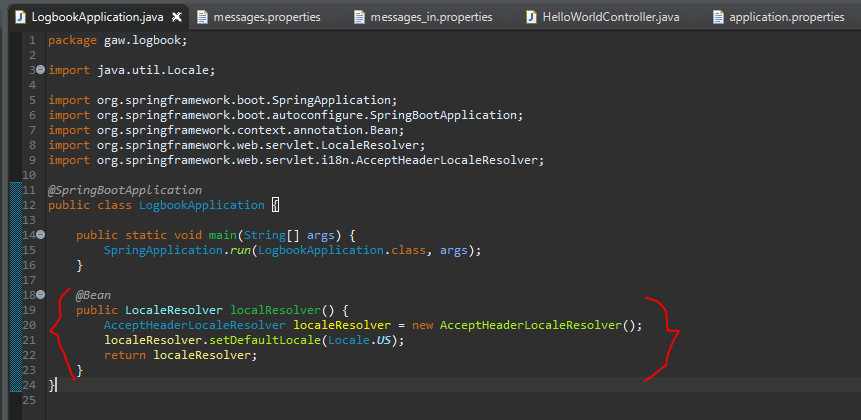 LogbookApplication.java messages.properties messages_in.properties HelloWorldController.java application.properties
1 package gaw.logbook;
2
3 import java.util.Locale;
4
5 import org.springframework.boot.SpringApplication;
6 import org.springframework.boot.autoconfigure.SpringBootApplication;
7 import org.springframework.context.annotation.Bean;
8 import org.springframework.web.servlet.LocaleResolver;
9 import org.springframework.web.servlet.i18n.AcceptHeaderLocaleResolver;
10
11 @SpringBootApplication
12 public class LogbookApplication {
13
14     public static void main(String[] args) {
15         SpringApplication.run(LogbookApplication.class, args);
16     }
17
18     @Bean
19     public LocaleResolver localResolver() {
20         AcceptHeaderLocaleResolver localeResolver = new AcceptHeaderLocaleResolver();
21         localeResolver.setDefaultLocale(Locale.US);
22         return localeResolver;
23     }
24 }
25